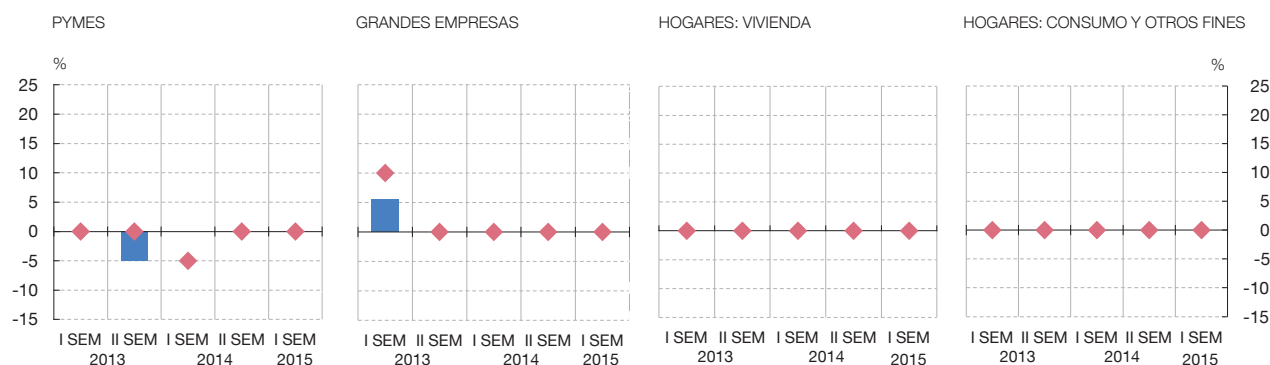 PYMES
GRANDES EMPRESAS
HOGARES: VIVIENDA
HOGARES: CONSUMO Y OTROS FINES
%
25
20
15
10
5
0
-5
-10
-15
%
25
20
15
10
5
0
-5
-10
-15
I SEM II SEM I SEM II SEM I SEM
2013 2014 2015
I SEM II SEM I SEM II SEM I SEM
2013 2014 2015
I SEM II SEM I SEM II SEM I SEM
2013 2014 2015
I SEM II SEM I SEM II SEM I SEM
2013 2014 2015